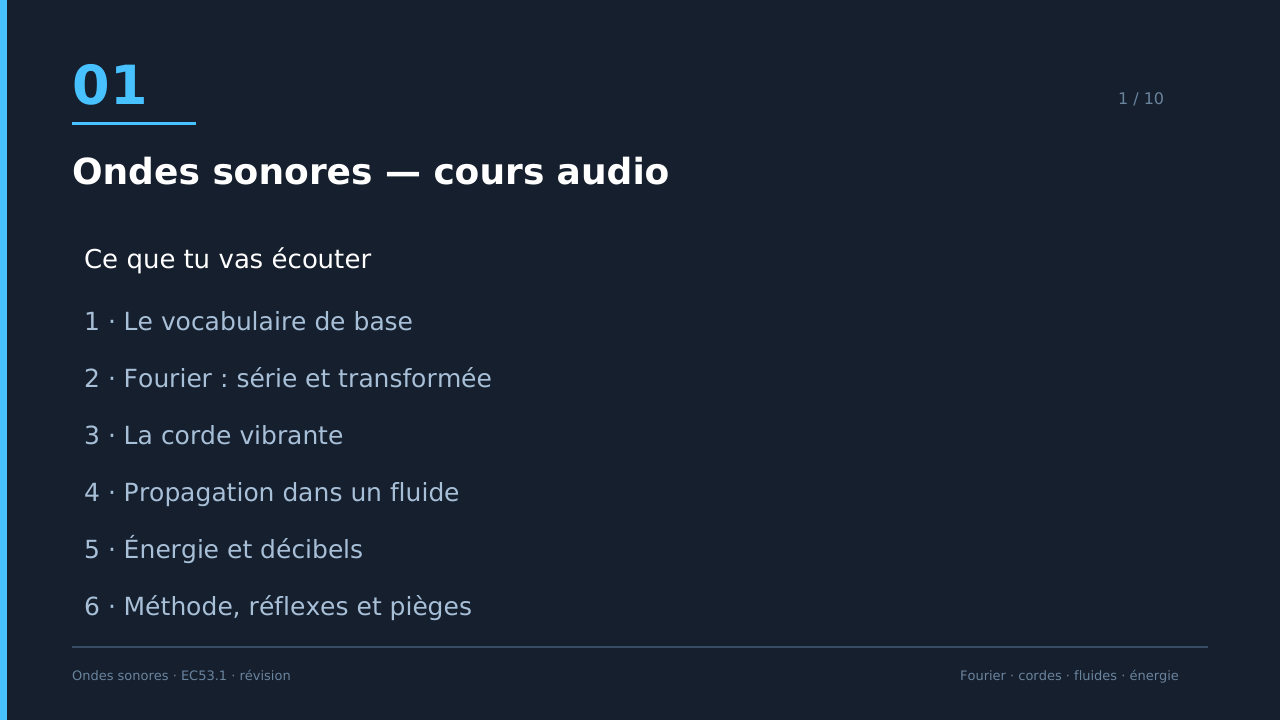 01
1 / 10
Ondes sonores — cours audio
Ce que tu vas écouter
1 · Le vocabulaire de base
2 · Fourier : série et transformée
3 · La corde vibrante
4 · Propagation dans un fluide
5 · Énergie et décibels
6 · Méthode, réflexes et pièges
Ondes sonores · EC53.1 · révision
Fourier · cordes · fluides · énergie